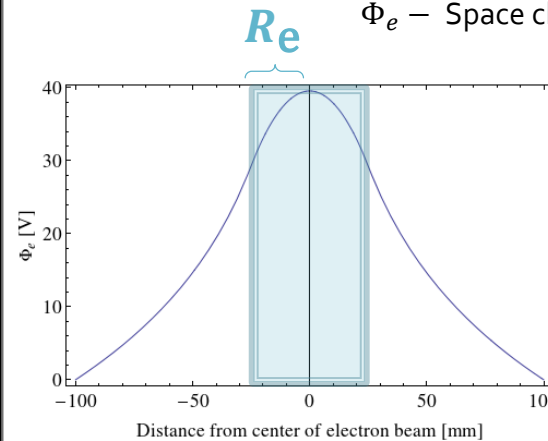 Φₑ − Space
Rₑ
40
30
20
10
0
Φₑ [V]
−100 −50 0 50
Distance from center of electron beam [mm]